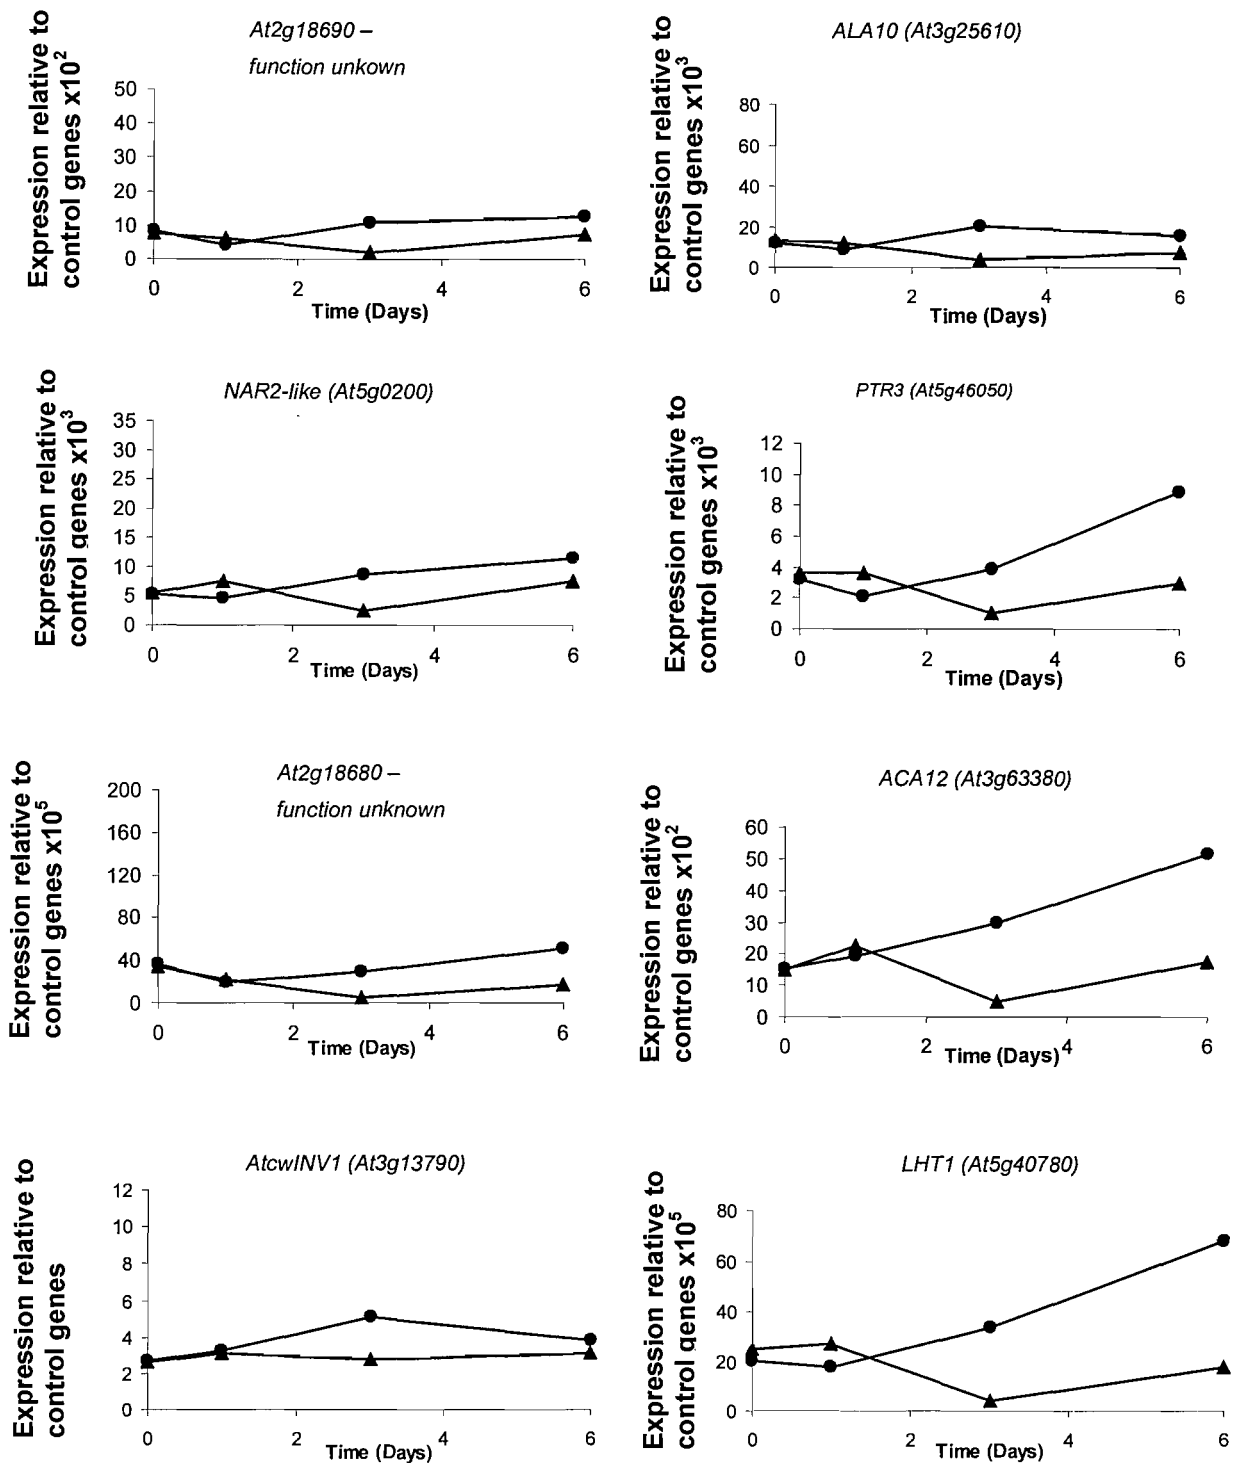 At2g18690 –
function unkown
Expression relative to
control genes x10²
50
40
30
20
10
0
0 2 4 6
Time (Days)
ALA10 (At3g25610)
Expression relative to
control genes x10³
80
60
40
20
0
0 2 4 6
Time (Days)
NAR2-like (At5g0200)
Expression relative to
control genes x10³
35
30
25
20
15
10
5
0
0 2 4 6
Time (Days)
PTR3 (At5g46050)
Expression relative to
control genes x10³
12
10
8
6
4
2
0
0 2 4 6
Time (Days)
At2g18680 –
function unknown
Expression relative to
control genes x10⁵
200
160
120
80
40
0
0 2 4 6
Time (Days)
ACA12 (At3g63380)
Expression relative to
control genes x10²
60
50
40
30
20
10
0
0 2 4 6
Time (Days)
AtcwINV1 (At3g13790)
Expression relative to
control genes
12
10
8
6
4
2
0
0 2 4 6
Time (Days)
LHT1 (At5g40780)
Expression relative to
control genes x10⁵
80
60
40
20
0
0 2 4 6
Time (Days)